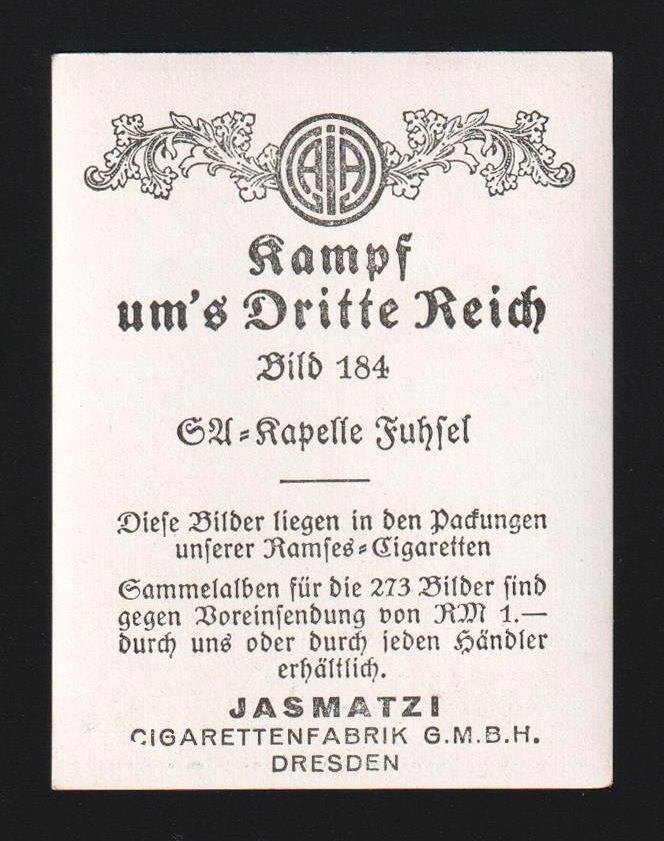 AJA
Kampf
um's Dritte Reich
Bild 184
SA-Kapelle Fuhsel
Diese Bilder liegen in den Packungen
unserer Ramses-Cigaretten
Sammelalben für die 273 Bilder sind
gegen Voreinsendung von RM 1.—
durch uns oder durch jeden Händler
erhältlich.
JASMATZI
CIGARETTENFABRIK G.M.B.H.
DRESDEN